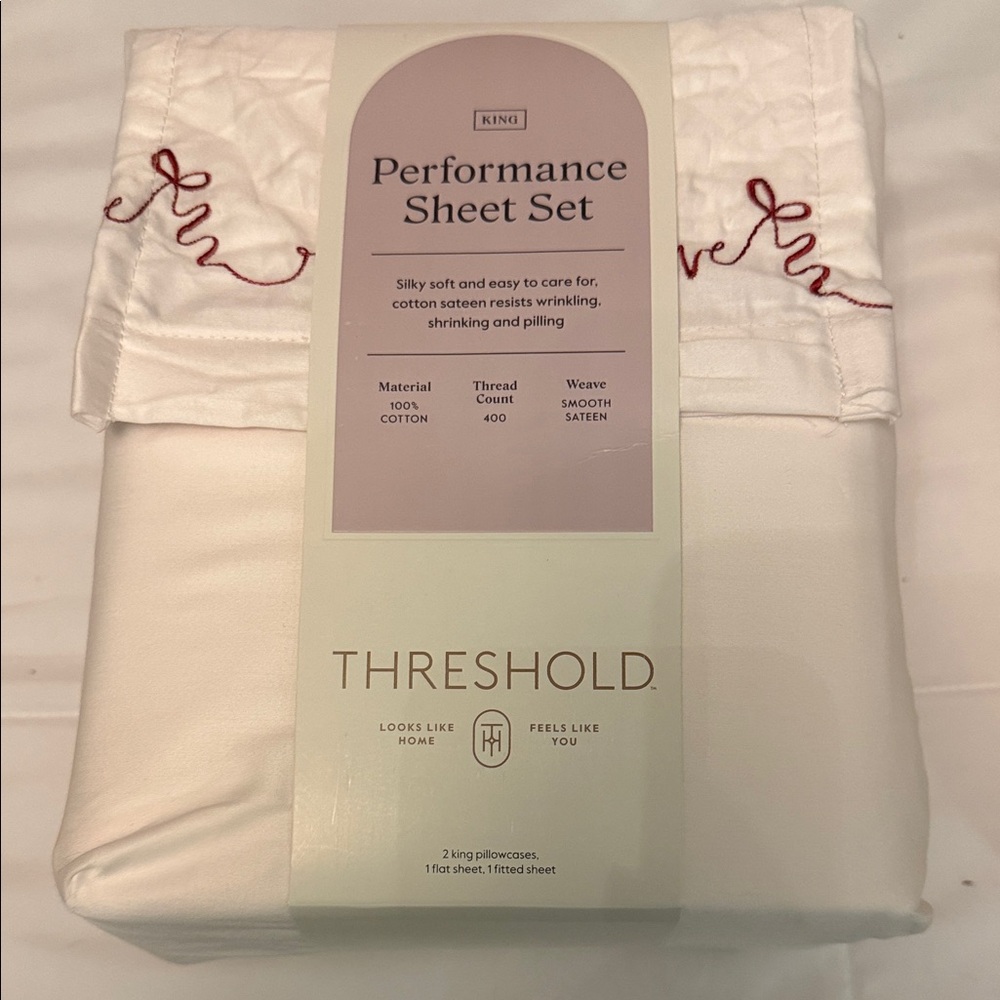 KING
Performance
Sheet Set
Silky soft and easy to care for,
cotton sateen resists wrinkling,
shrinking and pilling
Material
100%
COTTON
Thread
Count
400
Weave
SMOOTH
SATEEN
THRESHOLD™
LOOKS LIKE
HOME
TH
FEELS LIKE
YOU
2 king pillowcases,
1 flat sheet, 1 fitted sheet